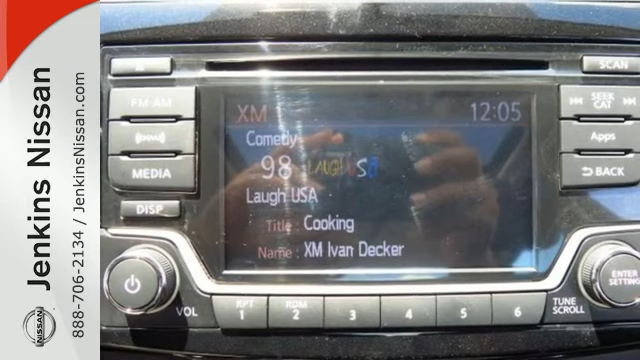 Jenkins Nissan
888-706-2134 / JenkinsNissan.com
NISSAN
SCAN
FM·AM
MEDIA
DISP
XM
12:05
Comedy
98
LAUGH USA
Laugh USA
Title : Cooking
Name : XM Ivan Decker
SEEK
CAT
Apps
BACK
VOL
RPT
1
RDM
2
3
4
5
6
TUNE
SCROLL
ENTER
SETTING